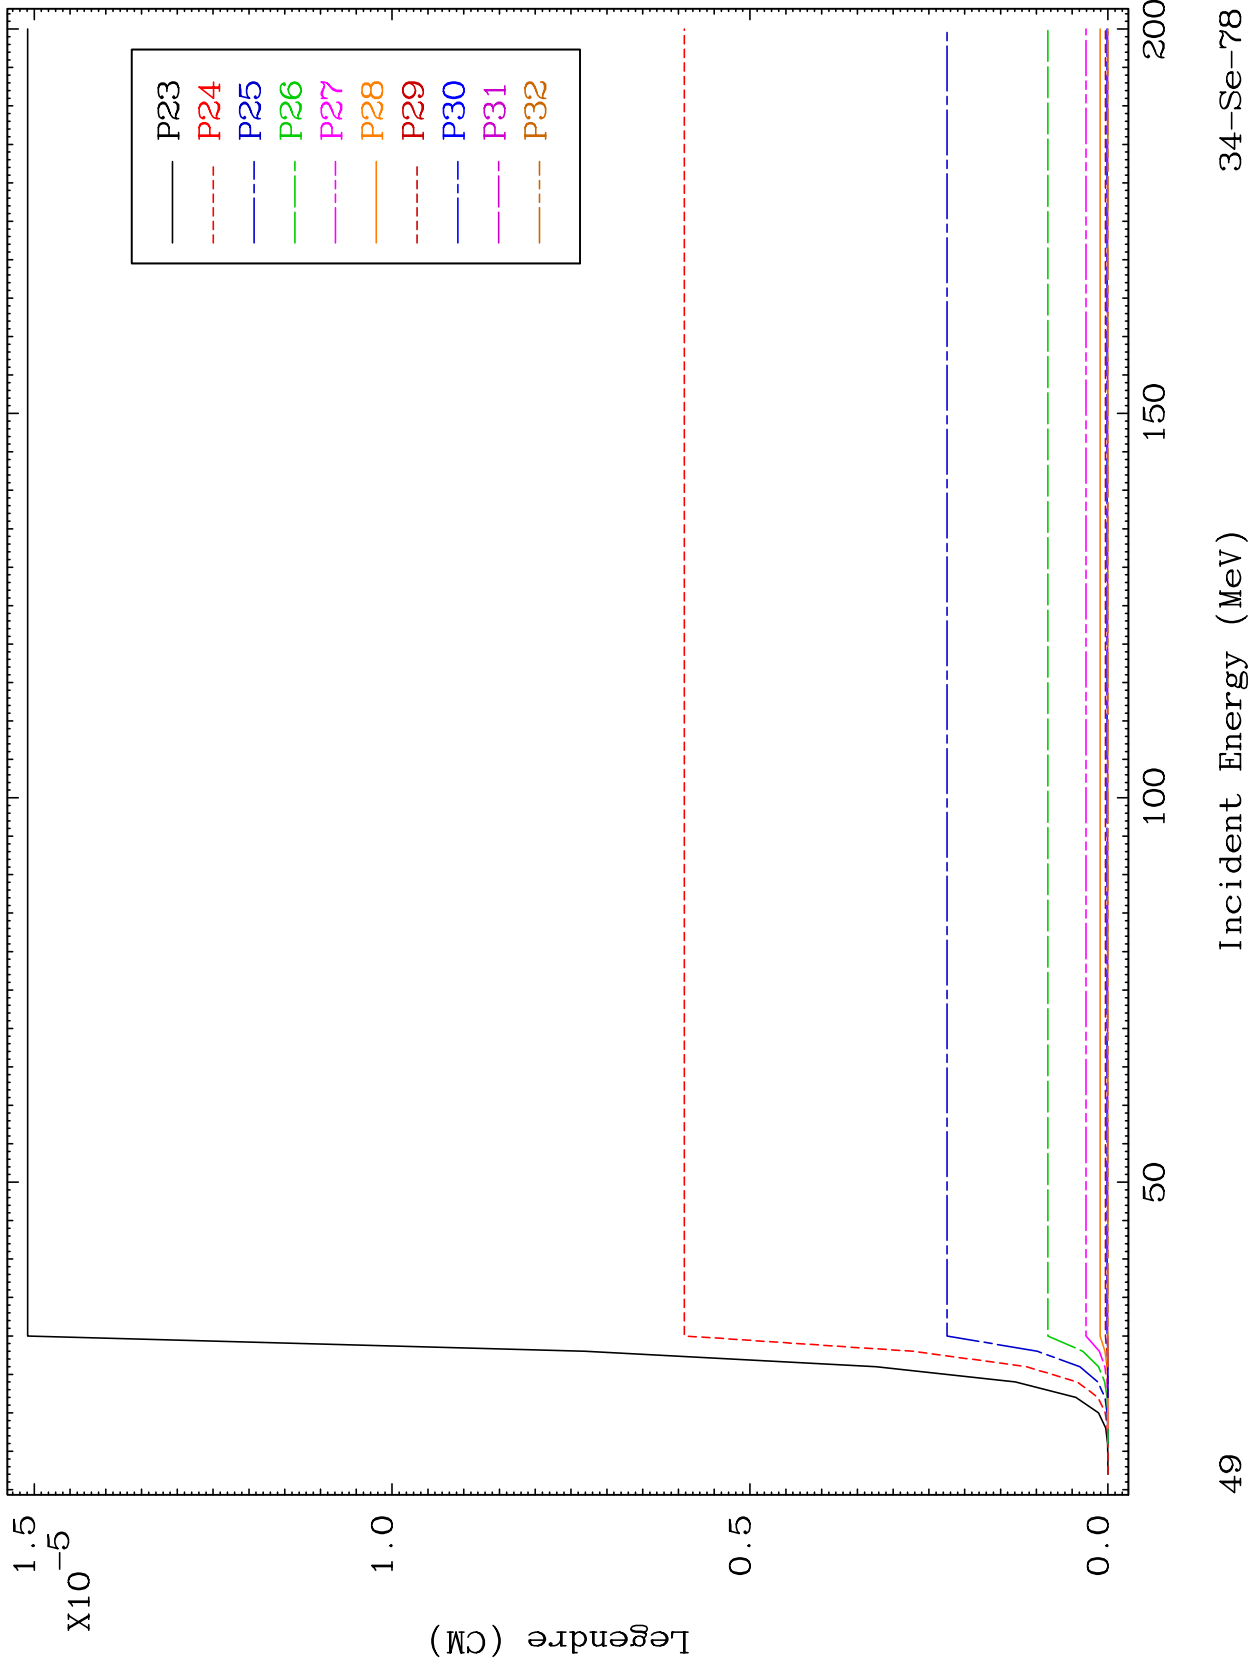 P23
P24
P25
P26
P27
P28
P29
P30
P31
P32
1.5
X10-5
1.0
0.5
0.0
Legendre (CM)
50
100
150
200
Incident Energy (MeV)
49
34-Se-78